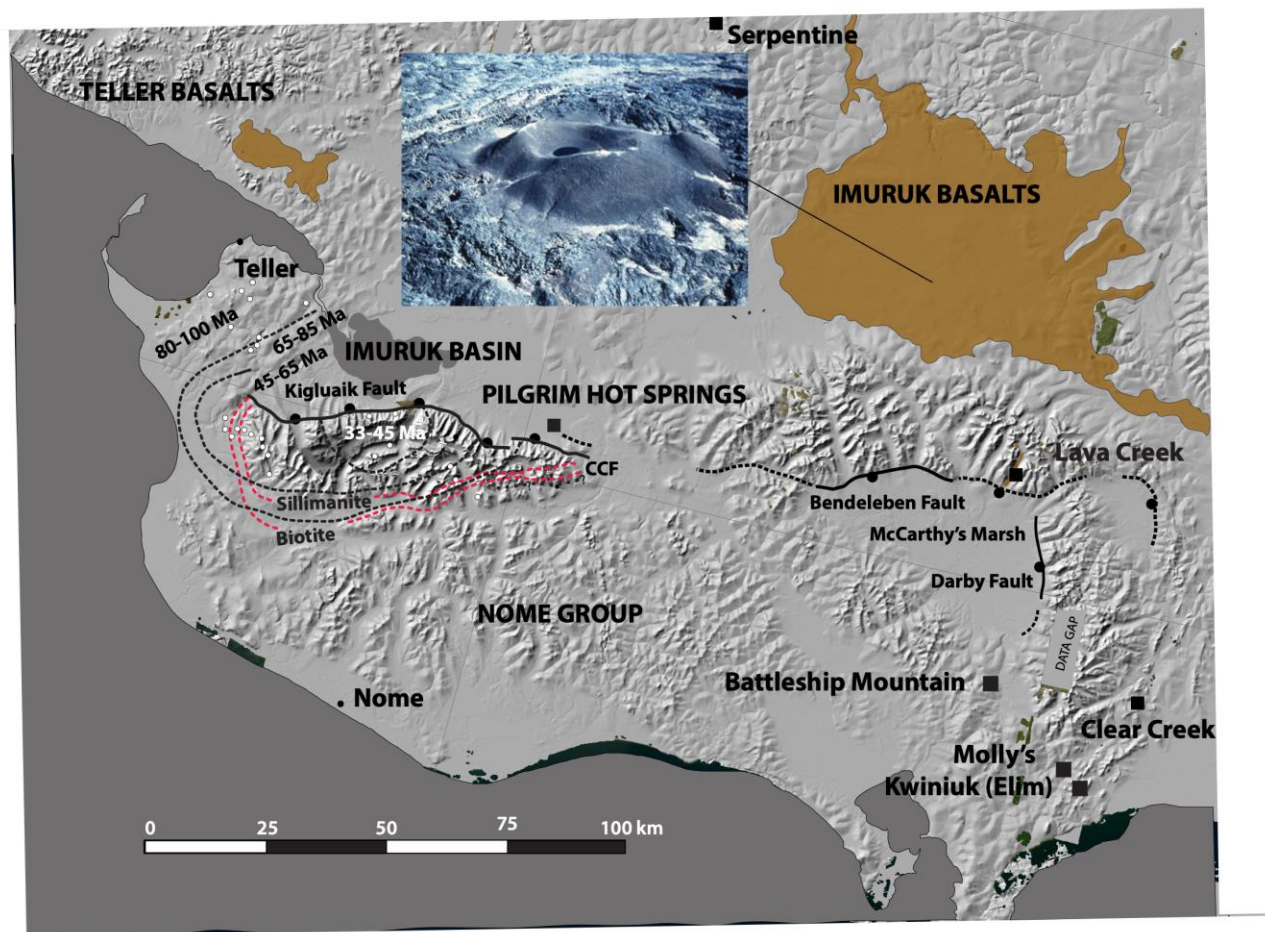 Serpentine
TELLER BASALTS
IMURUK BASALTS
Teller
80-100 Ma
65-85 Ma
45-65 Ma
IMURUK BASIN
Kigluaik Fault
PILGRIM HOT SPRINGS
33-45 Ma
CCF
Lava Creek
Sillimanite
Bendeleben Fault
Biotite
McCarthy's Marsh
Darby Fault
NOME GROUP
DATA GAP
Battleship Mountain
Nome
Clear Creek
Molly's
Kwiniuk (Elim)
0 25 50 75 100 km